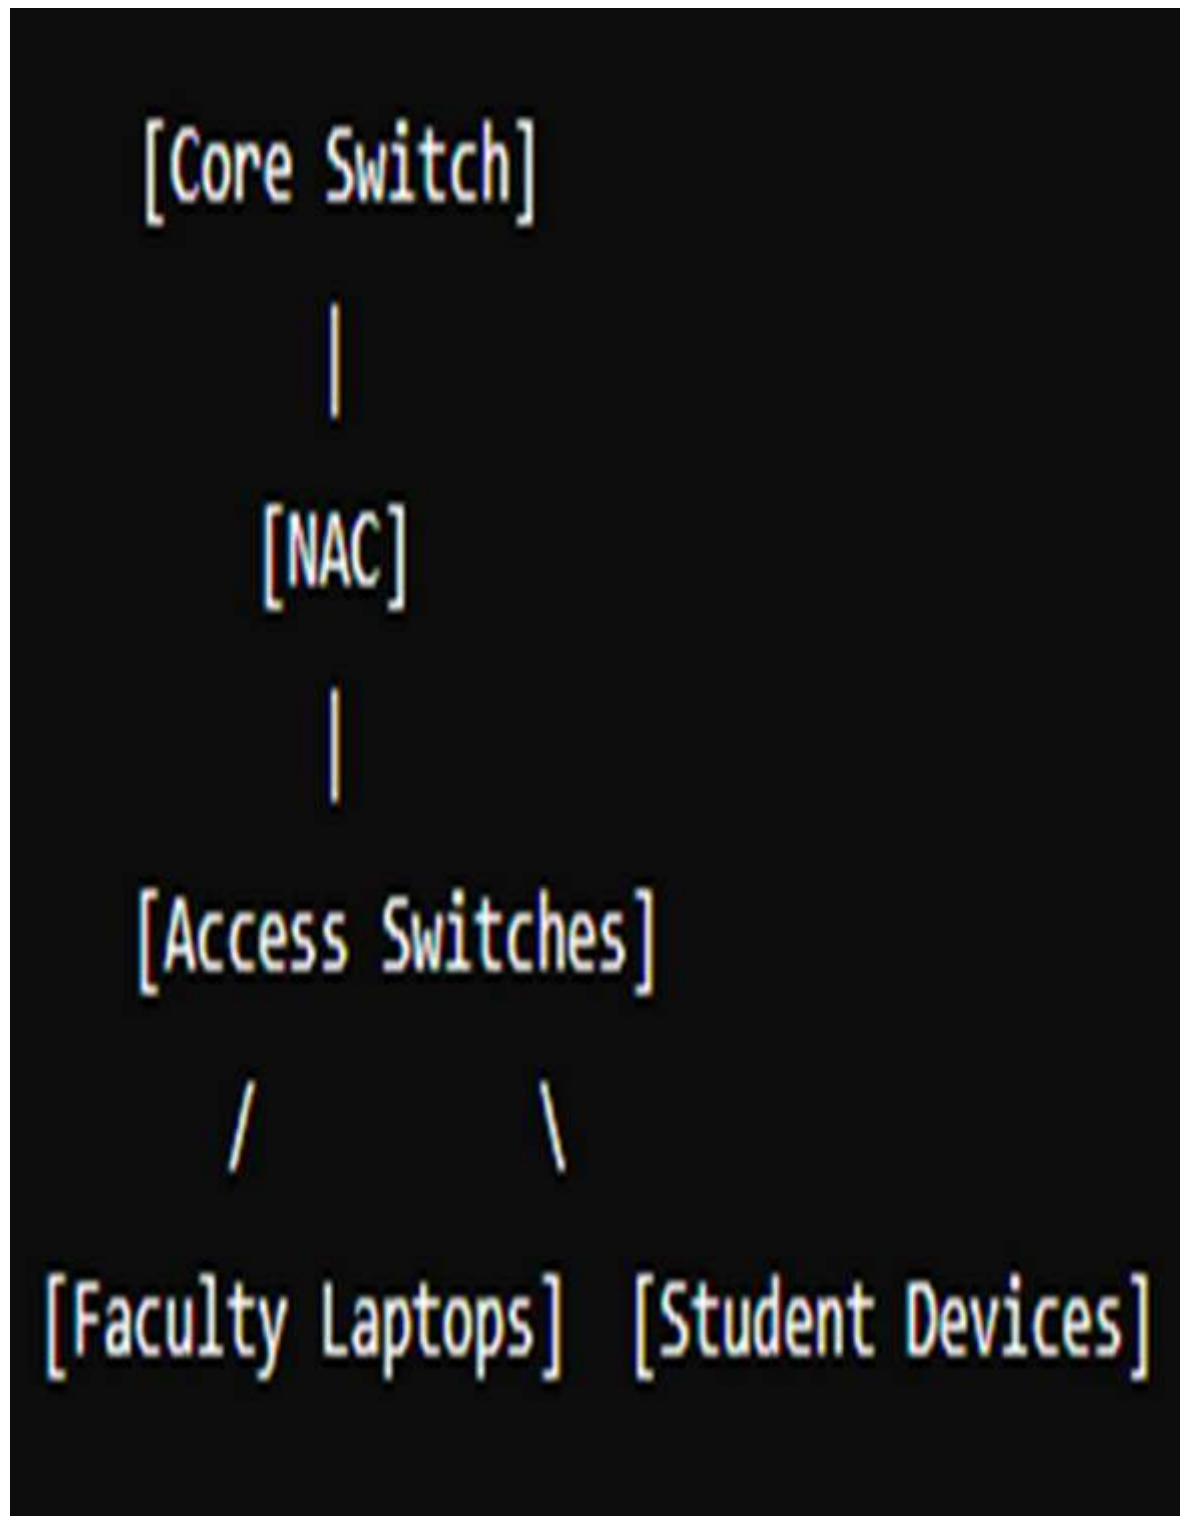 [Core Switch]
|
[NAC]
|
[Access Switches]
/ \
[Faculty Laptops] [Student Devices]